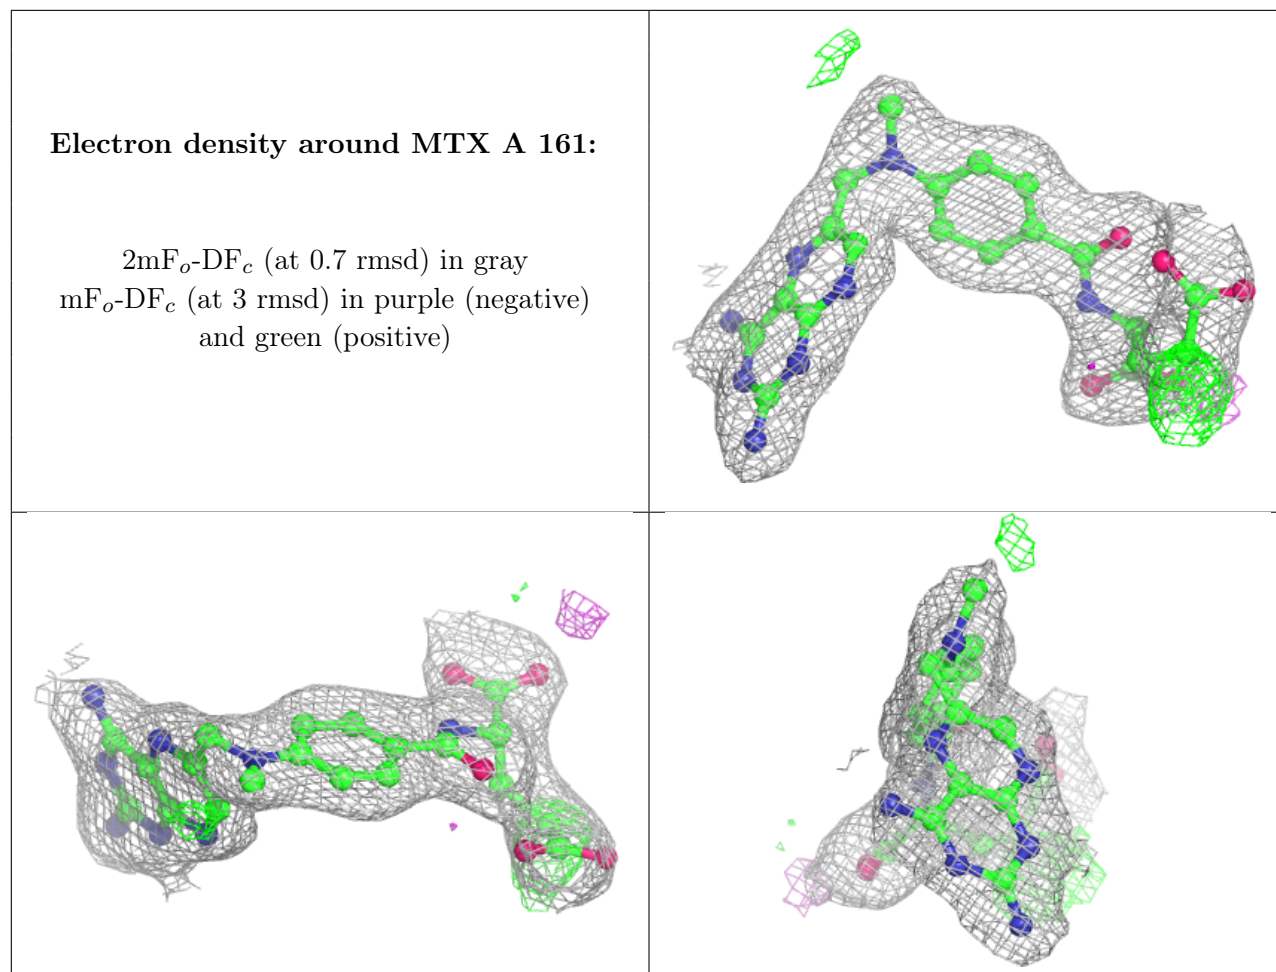 Electron density around MTX A 161:
2mFo-DFc (at 0.7 rmsd) in gray
mFo-DFc (at 3 rmsd) in purple (negative)
and green (positive)